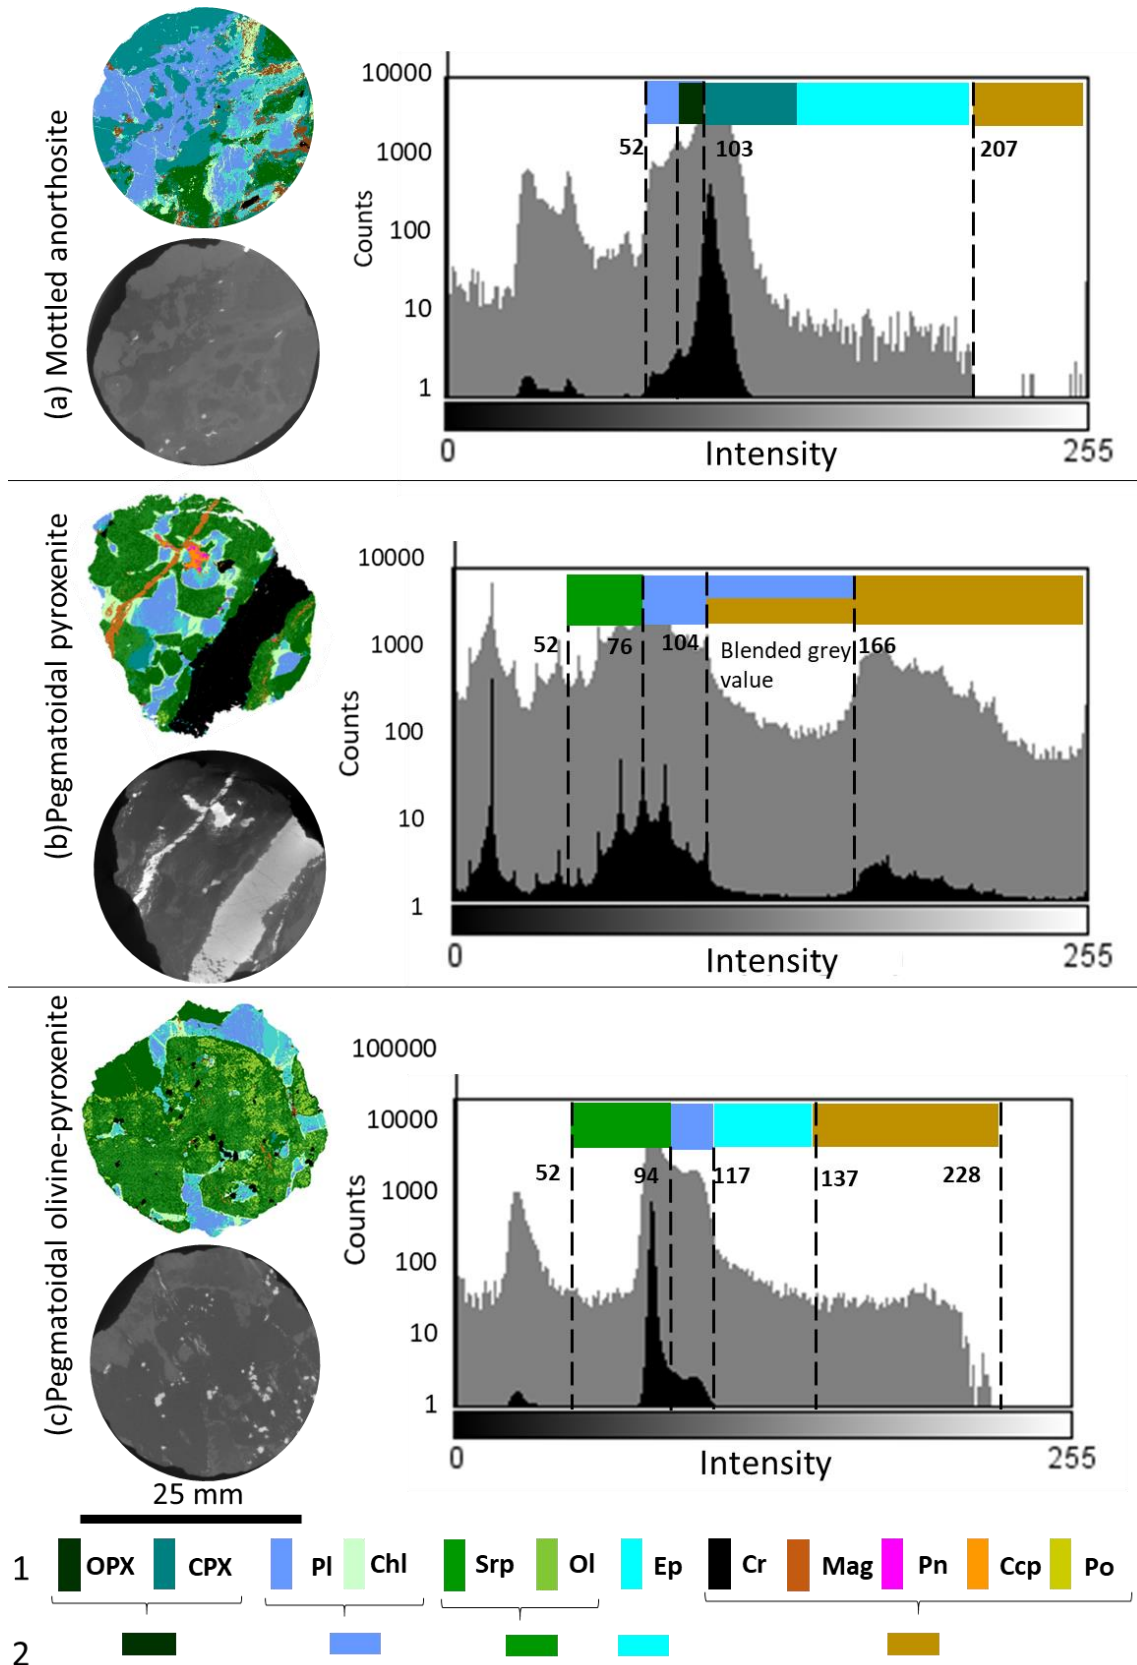 (a) Mottled anorthosite
10000
1000
100
10
1
Counts
52
103
207
0
Intensity
255
(b)Pegmatoidal pyroxenite
10000
1000
100
10
1
Counts
52
76
104
Blended grey
value
166
0
Intensity
255
(c)Pegmatoidal olivine-pyroxenite
100000
10000
1000
100
10
1
Counts
52
94
117
137
228
0
Intensity
255
25 mm
1 OPX CPX Pl Chl Srp Ol Ep Cr Mag Pn Ccp Po
2